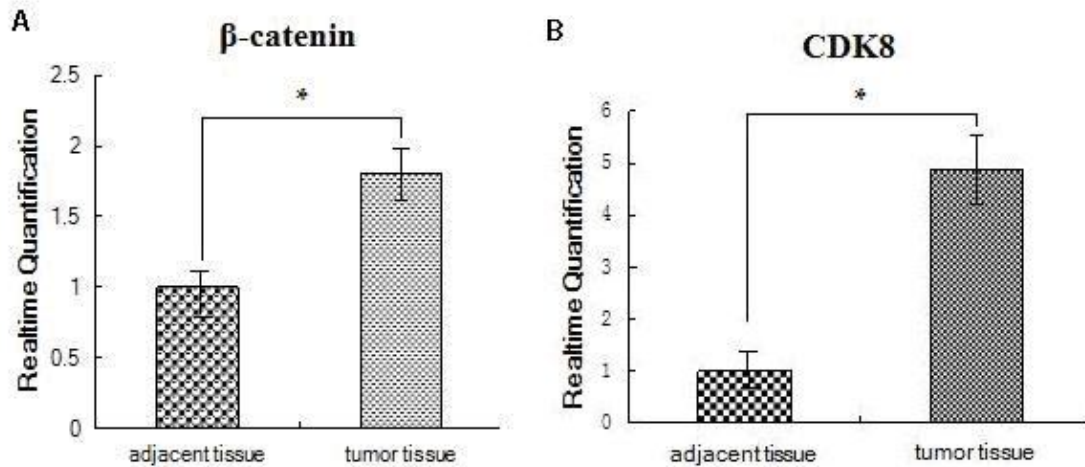 A
β-catenin
Realtime Quantification
*
2.5
2
1.5
1
0.5
0
adjacent tissue
tumor tissue
B
CDK8
Realtime Quantification
*
6
5
4
3
2
1
0
adjacent tissue
tumor tissue